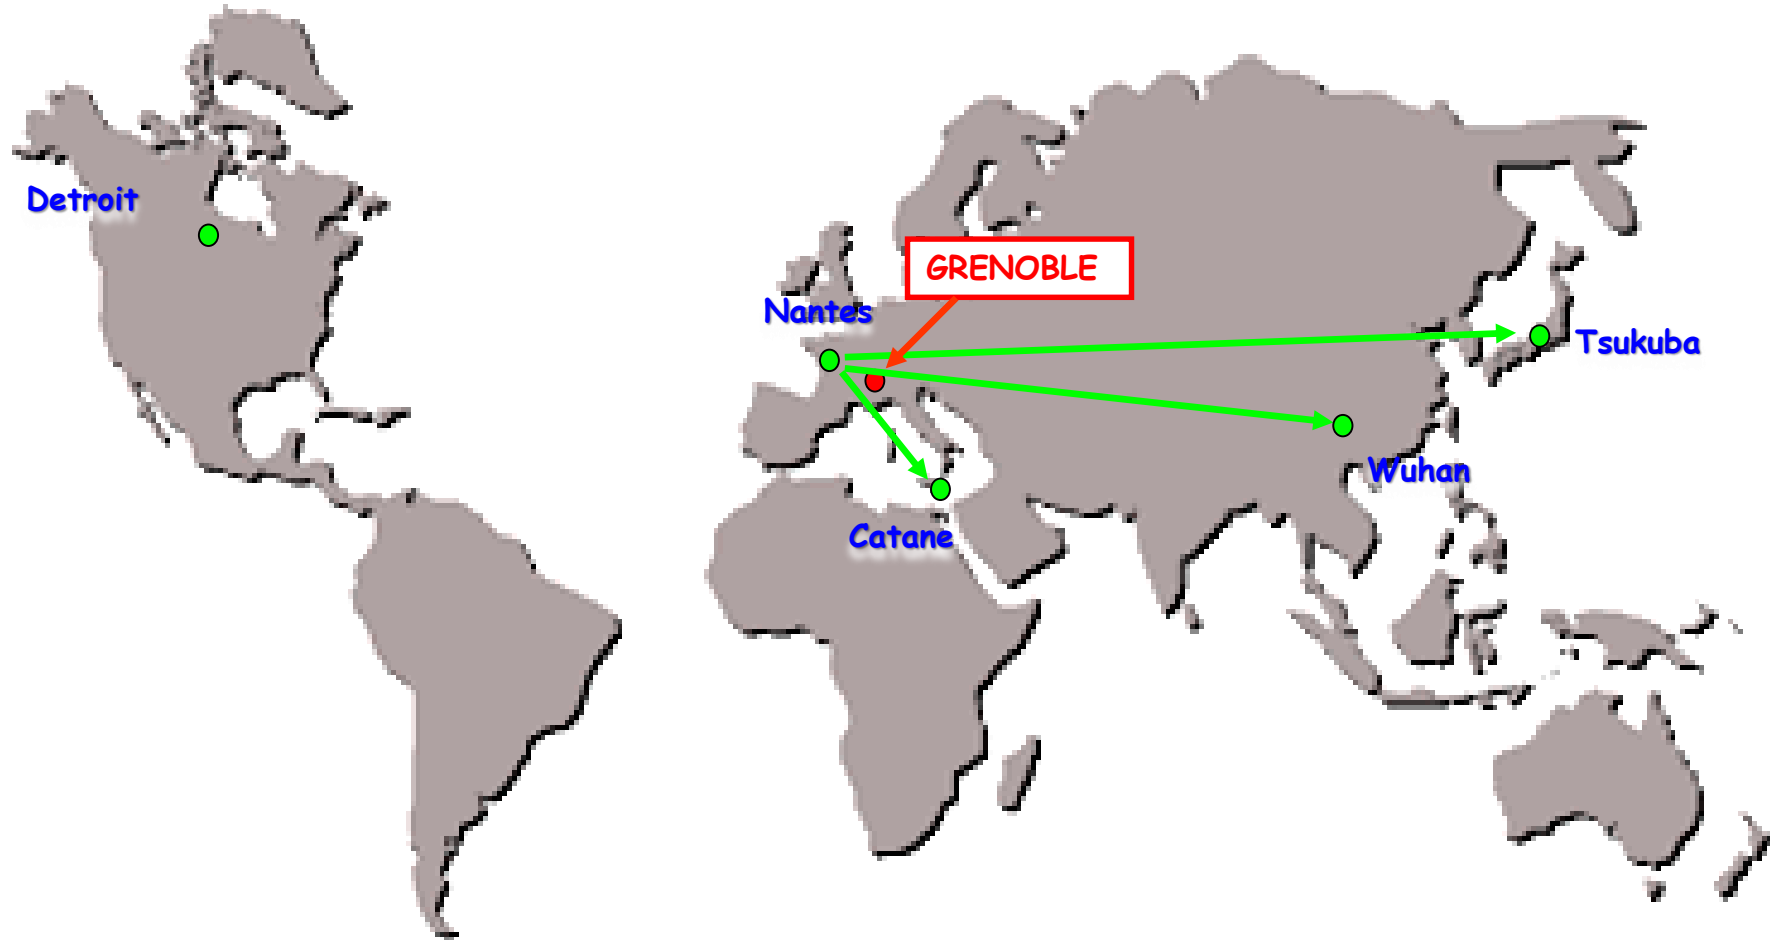 Detroit
GRENOBLE
Nantes
Tsukuba
Wuhan
Catane